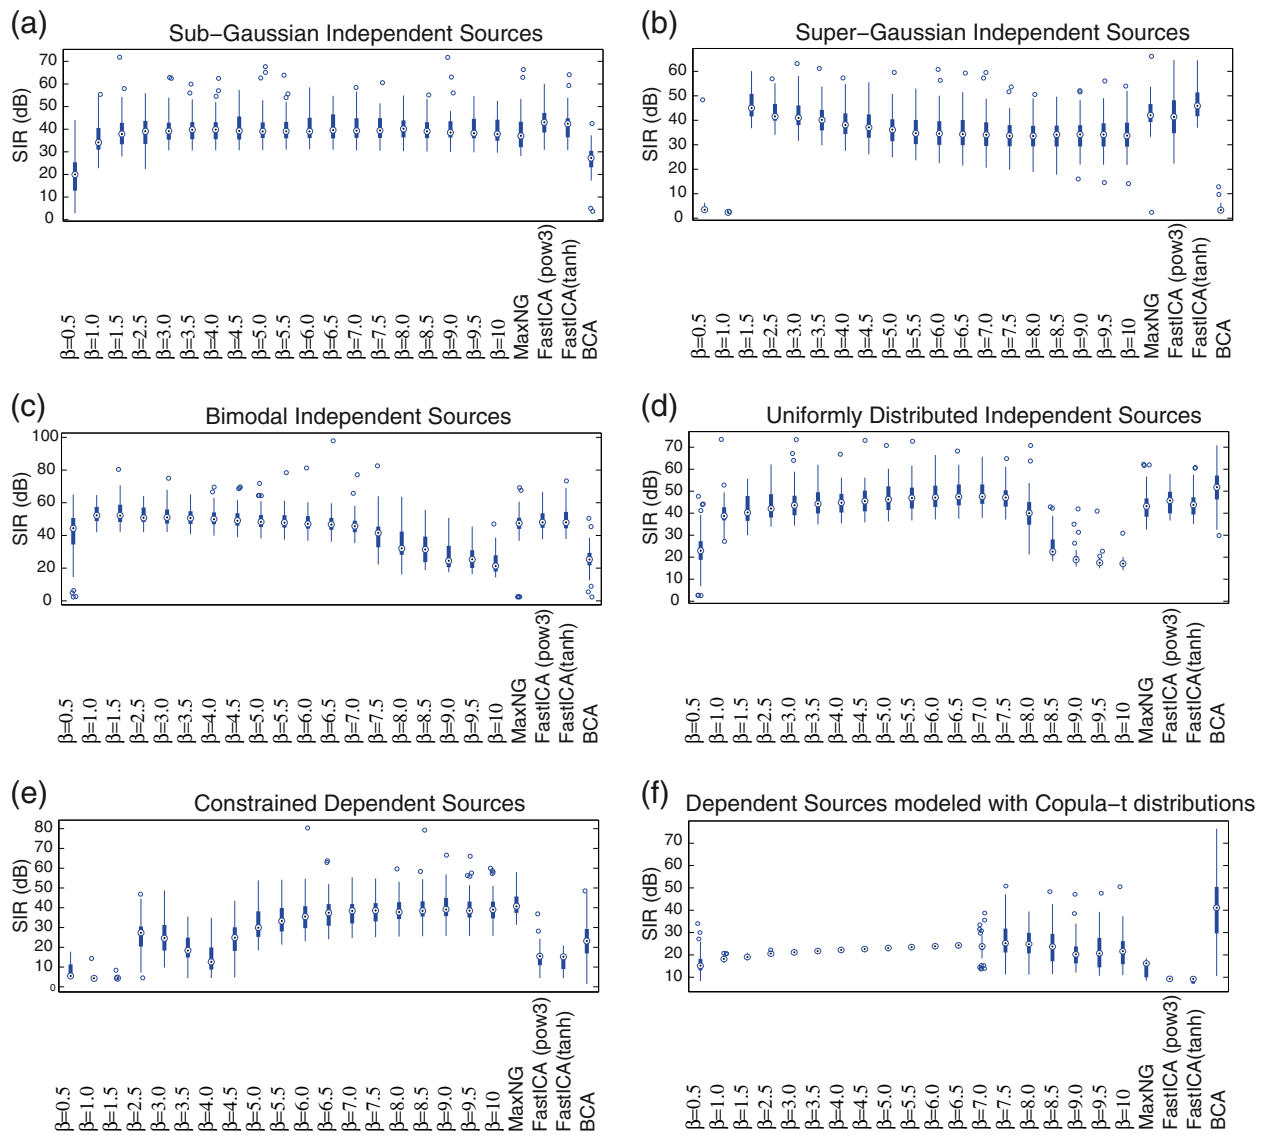 (a)
Sub−Gaussian Independent Sources
SIR (dB)
70
60
50
40
30
20
10
0
β=0.5
β=1.0
β=1.5
β=2.5
β=3.0
β=3.5
β=4.0
β=4.5
β=5.0
β=5.5
β=6.0
β=6.5
β=7.0
β=7.5
β=8.0
β=8.5
β=9.0
β=9.5
β=10
MaxNG
FastICA (pow3)
FastICA(tanh)
BCA
(b)
Super−Gaussian Independent Sources
SIR (dB)
60
50
40
30
20
10
0
β=0.5
β=1.0
β=1.5
β=2.5
β=3.0
β=3.5
β=4.0
β=4.5
β=5.0
β=5.5
β=6.0
β=6.5
β=7.0
β=7.5
β=8.0
β=8.5
β=9.0
β=9.5
β=10
MaxNG
FastICA (pow3)
FastICA(tanh)
BCA
(c)
Bimodal Independent Sources
SIR (dB)
100
80
60
40
20
0
β=0.5
β=1.0
β=1.5
β=2.5
β=3.0
β=3.5
β=4.0
β=4.5
β=5.0
β=5.5
β=6.0
β=6.5
β=7.0
β=7.5
β=8.0
β=8.5
β=9.0
β=9.5
β=10
MaxNG
FastICA (pow3)
FastICA(tanh)
BCA
(d)
Uniformly Distributed Independent Sources
SIR (dB)
70
60
50
40
30
20
10
0
β=0.5
β=1.0
β=1.5
β=2.5
β=3.0
β=3.5
β=4.0
β=4.5
β=5.0
β=5.5
β=6.0
β=6.5
β=7.0
β=7.5
β=8.0
β=8.5
β=9.0
β=9.5
β=10
MaxNG
FastICA (pow3)
FastICA(tanh)
BCA
(e)
Constrained Dependent Sources
SIR (dB)
80
70
60
50
40
30
20
10
0
β=0.5
β=1.0
β=1.5
β=2.5
β=3.0
β=3.5
β=4.0
β=4.5
β=5.0
β=5.5
β=6.0
β=6.5
β=7.0
β=7.5
β=8.0
β=8.5
β=9.0
β=9.5
β=10
MaxNG
FastICA (pow3)
FastICA(tanh)
BCA
(f)
Dependent Sources modeled with Copula−t distributions
SIR (dB)
70
60
50
40
30
20
10
β=0.5
β=1.0
β=1.5
β=2.5
β=3.0
β=3.5
β=4.0
β=4.5
β=5.0
β=5.5
β=6.0
β=6.5
β=7.0
β=7.5
β=8.0
β=8.5
β=9.0
β=9.5
β=10
MaxNG
FastICA (pow3)
FastICA(tanh)
BCA